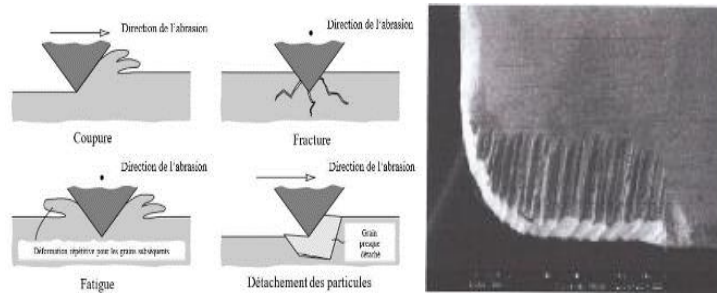 Direction de l'abrasion
Direction de l'abrasion
Coupure
Fracture
Direction de l'abrasion
Direction de l'abrasion
Déformation répétitive pour les grains subséquents
Grain
presque
détaché
Fatigue
Détachement des particules